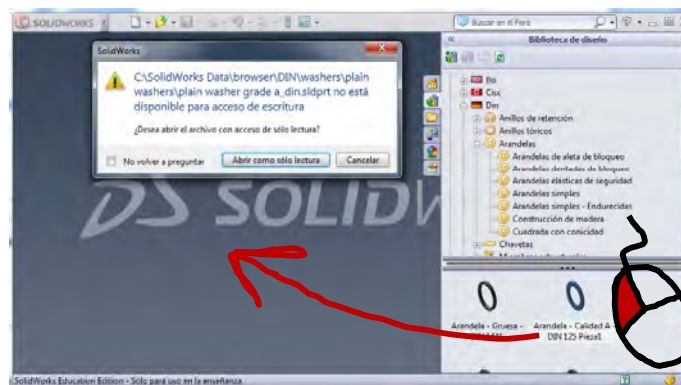 SOLIDWORKS
Buscar en el Foro
SolidWorks
C:\SolidWorks Data\browser\DIN\washers\plain
washers\plain washer grade a_din.sldprt no está
disponible para acceso de escritura
¿Desea abrir el archivo con acceso de sólo lectura?
No volver a preguntar
Abrir como sólo lectura
Cancelar
Biblioteca de diseño
Bsi
Cisc
Din
Anillos de retención
Anillos tóricos
Arandelas
Arandelas de aleta de bloqueo
Arandelas dentadas de bloqueo
Arandelas elásticas de seguridad
Arandelas simples
Arandelas simples - Endurecidas
Construcción de madera
Cuadrada con conicidad
Chavetas
DS SOLIDW
Arandela - Gruesa -
Arandela - Calidad A -
DIN 125 Pieza1
SolidWorks Education Edition - Sólo para uso en la enseñanza